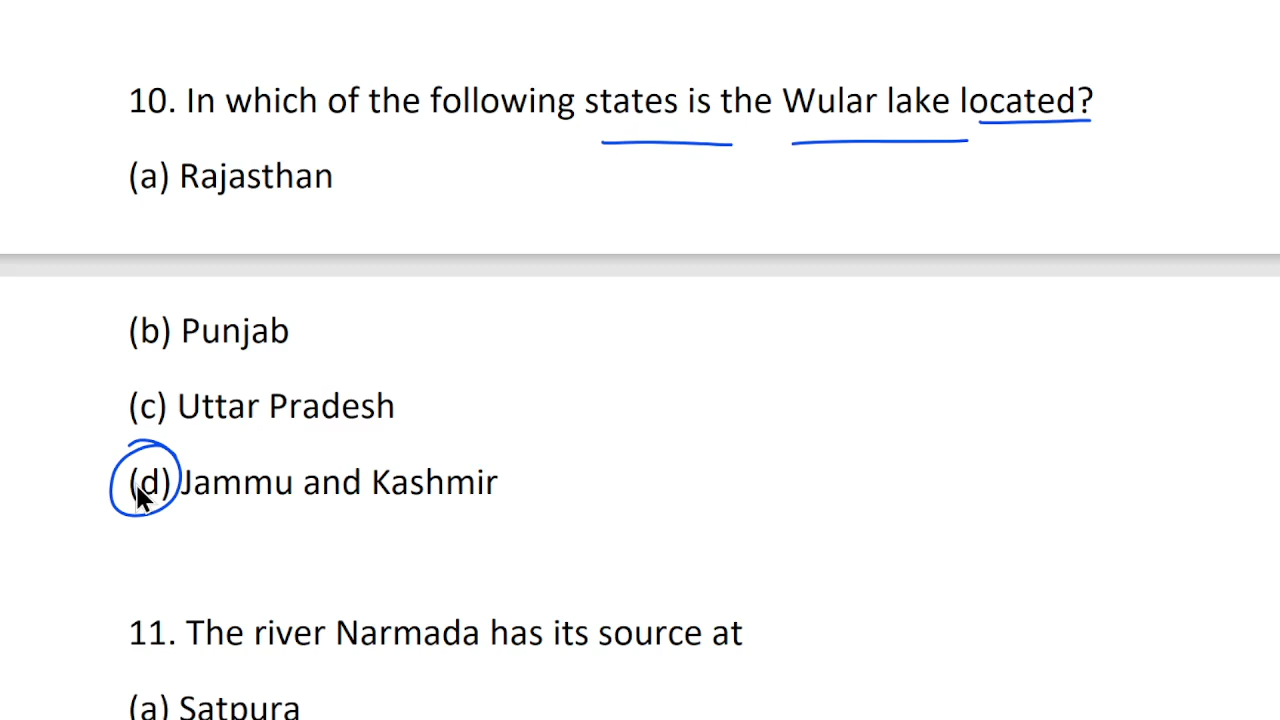 10. In which of the following states is the Wular lake located?
(a) Rajasthan
(b) Punjab
(c) Uttar Pradesh
(d) Jammu and Kashmir
11. The river Narmada has its source at
(a) Satpura